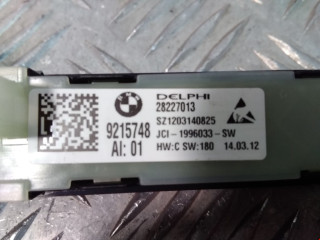 DELPHI
28227013
SZ1203140825
9215748
JCI-1996033-SW
AI: 01
HW:C SW:180 14.03.12